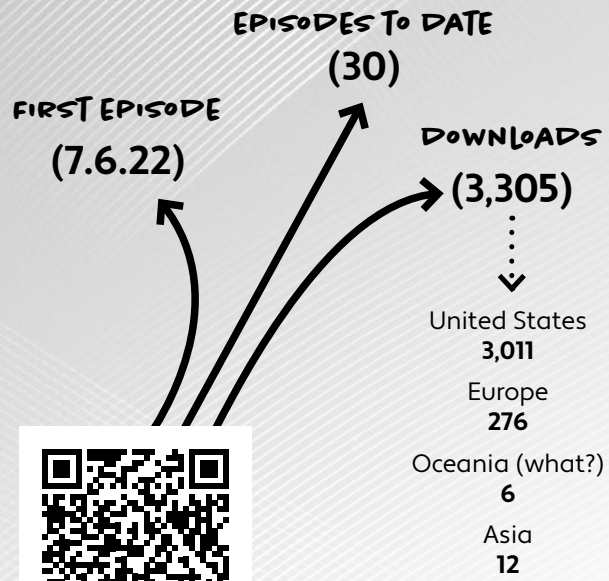 EPISODES TO DATE
(30)
FIRST EPISODE
(7.6.22)
DOWNLOADS
(3,305)
United States
3,011
Europe
276
Oceania (what?)
6
Asia
12